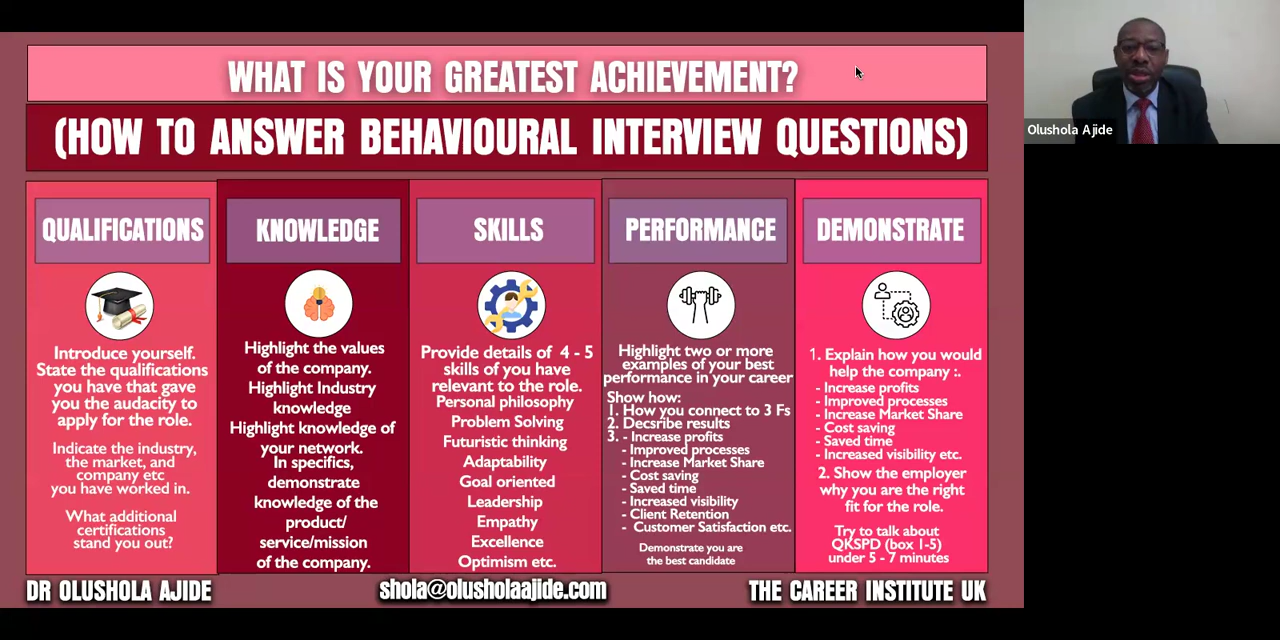 WHAT IS YOUR GREATEST ACHIEVEMENT?
(HOW TO ANSWER BEHAVIOURAL INTERVIEW QUESTIONS)
QUALIFICATIONS
Introduce yourself.
State the qualifications
you have that gave
you the audacity to
apply for the role.
Indicate the industry,
the market, and
company etc
you have worked in.
What additional
certifications
stand you out?
KNOWLEDGE
Highlight the values
of the company.
Highlight Industry
knowledge
Highlight knowledge of
your network.
In specifics,
demonstrate
knowledge of the
product/
service/mission
of the company.
SKILLS
Provide details of 4 - 5
skills of you have
relevant to the role.
Personal philosophy
Problem Solving
Futuristic thinking
Adaptability
Goal oriented
Leadership
Empathy
Excellence
Optimism etc.
PERFORMANCE
Highlight two or more
examples of your best
performance in your career
Show how:
1. How you connect to 3 Fs
2. Decsribe results
3. - Increase profits
- Improved processes
- Increase Market Share
- Cost saving
- Saved time
- Increased visibility
- Client Retention
- Customer Satisfaction etc.
Demonstrate you are
the best candidate
DEMONSTRATE
1. Explain how you would
help the company :.
- Increase profits
- Improved processes
- Increase Market Share
- Cost saving
- Saved time
- Increased visibility etc.
2. Show the employer
why you are the right
fit for the role.
Try to talk about
QKSPD (box 1-5)
under 5 - 7 minutes
DR OLUSHOLA AJIDE
shola@olusholaajide.com
THE CAREER INSTITUTE UK
Olushola Ajide